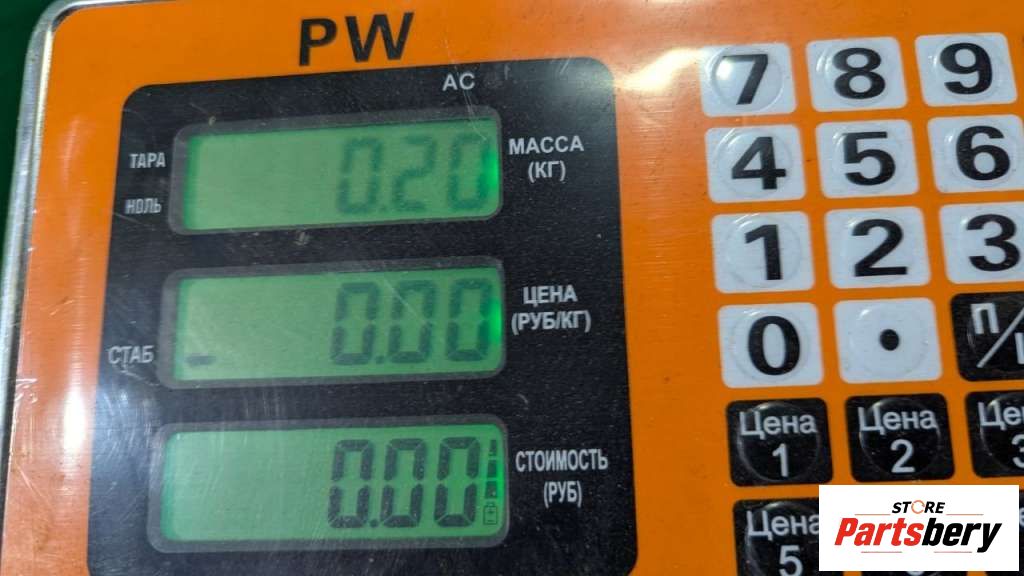 PW
AC
ТАРА
НОЛЬ
0.20
МАССА
(КГ)
СТАБ
0.00
ЦЕНА
(РУБ/КГ)
0.00
СТОИМОСТЬ
(РУБ)
7 8 9
4 5 6
1 2 3
0 .
П/
Цена 1
Цена 2
Цена 5
STORE
Partsbery